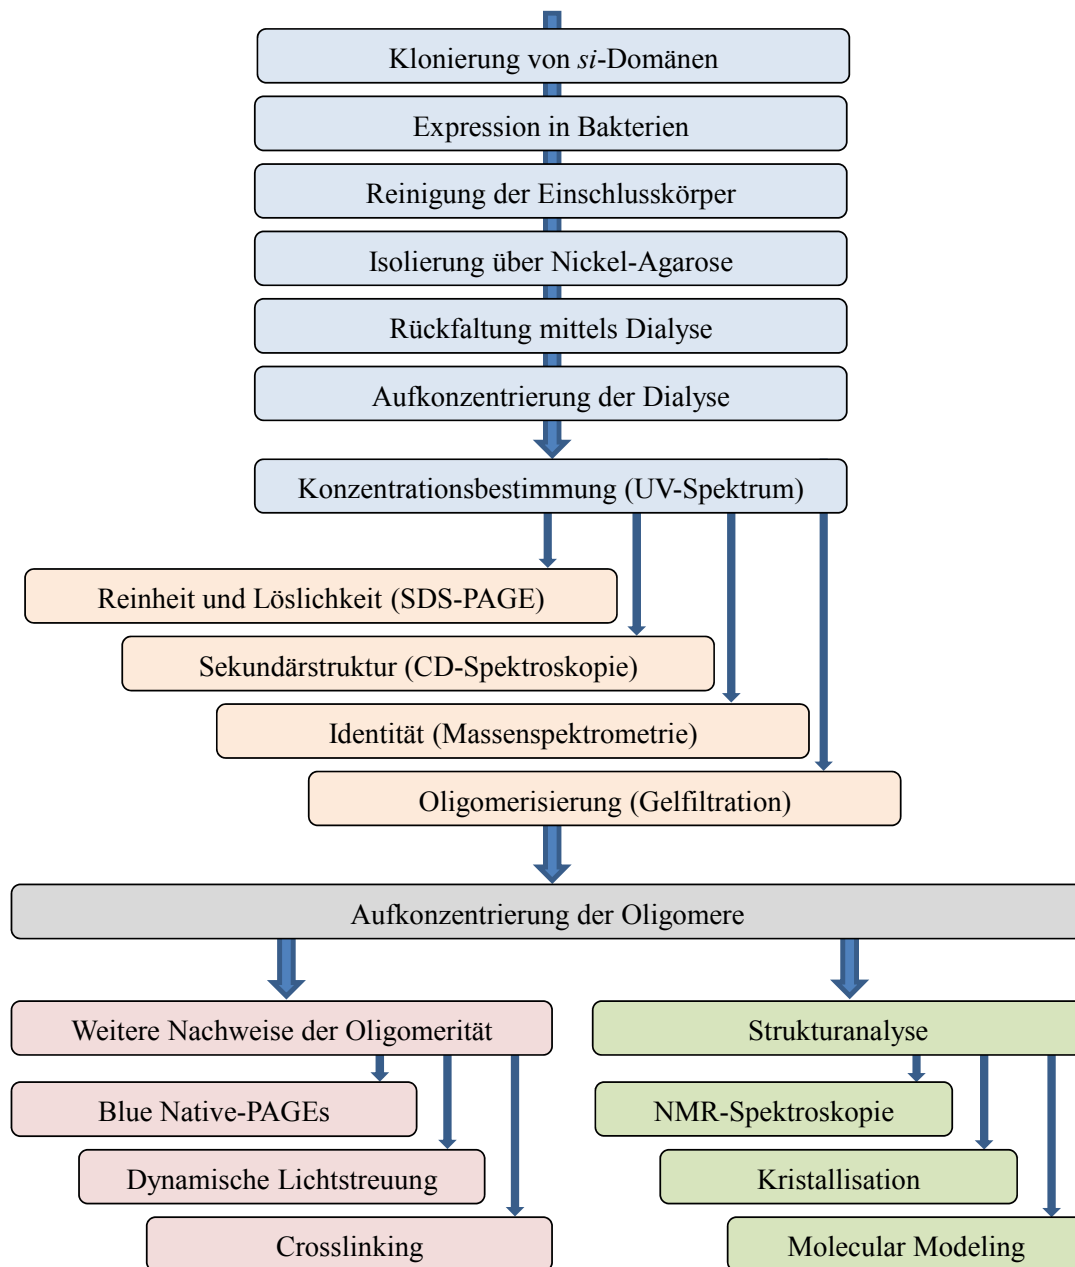 Klonierung von si-Domänen
Expression in Bakterien
Reinigung der Einschlusskörper
Isolierung über Nickel-Agarose
Rückfaltung mittels Dialyse
Aufkonzentrierung der Dialyse
Konzentrationsbestimmung (UV-Spektrum)
Reinheit und Löslichkeit (SDS-PAGE)
Sekundärstruktur (CD-Spektroskopie)
Identität (Massenspektrometrie)
Oligomerisierung (Gelfiltration)
Aufkonzentrierung der Oligomere
Weitere Nachweise der Oligomerität
Blue Native-PAGEs
Dynamische Lichtstreuung
Crosslinking
Strukturanalyse
NMR-Spektroskopie
Kristallisation
Molecular Modeling